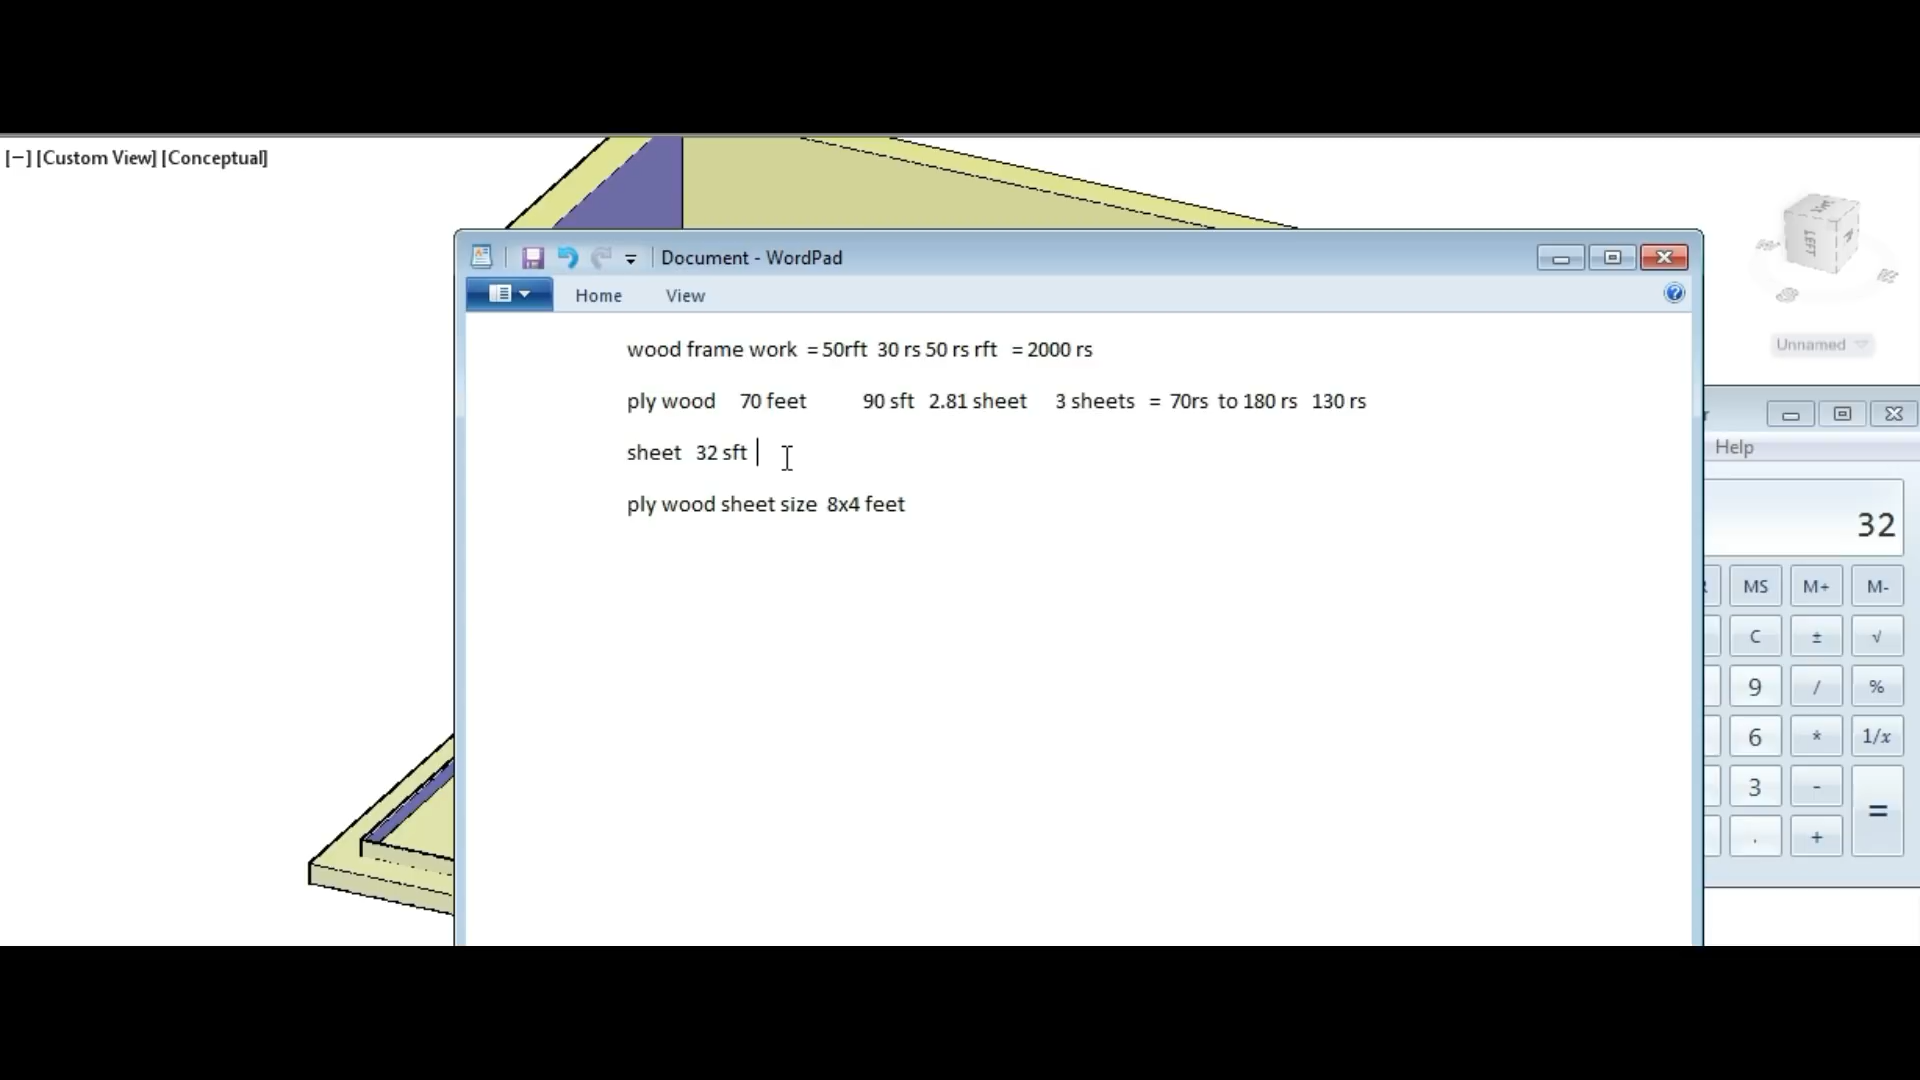 [−] [Custom View] [Conceptual]
Document - WordPad
Home View
wood frame work = 50rft 30 rs 50 rs rft = 2000 rs
ply wood 70 feet 90 sft 2.81 sheet 3 sheets = 70rs to 180 rs 130 rs
sheet 32 sft
ply wood sheet size 8x4 feet
LEFT
Unnamed
Help
32
MS M+ M-
C ± √
9 / %
6 * 1/x
3 - =
. +